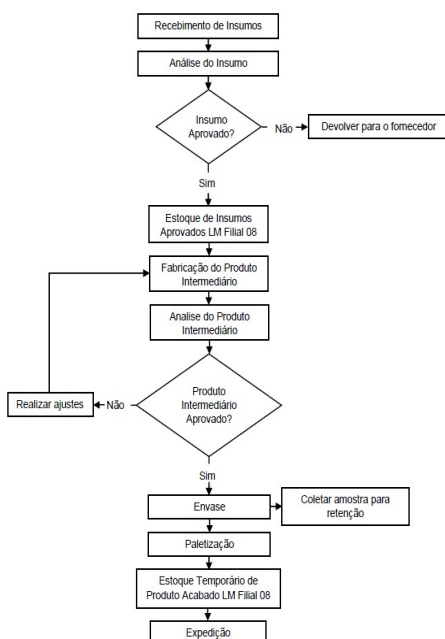 Recebimento de Insumos
Análise do Insumo
Insumo
Aprovado?
Não
Devolver para o fornecedor
Sim
Estoque de Insumos
Aprovados LM Filial 08
Fabricação do Produto
Intermediário
Analise do Produto
Intermediário
Produto
Intermediário
Aprovado?
Não
Realizar ajustes
Sim
Envase
Coletar amostra para
retenção
Paletização
Estoque Temporário de
Produto Acabado LM Filial 08
Expedição